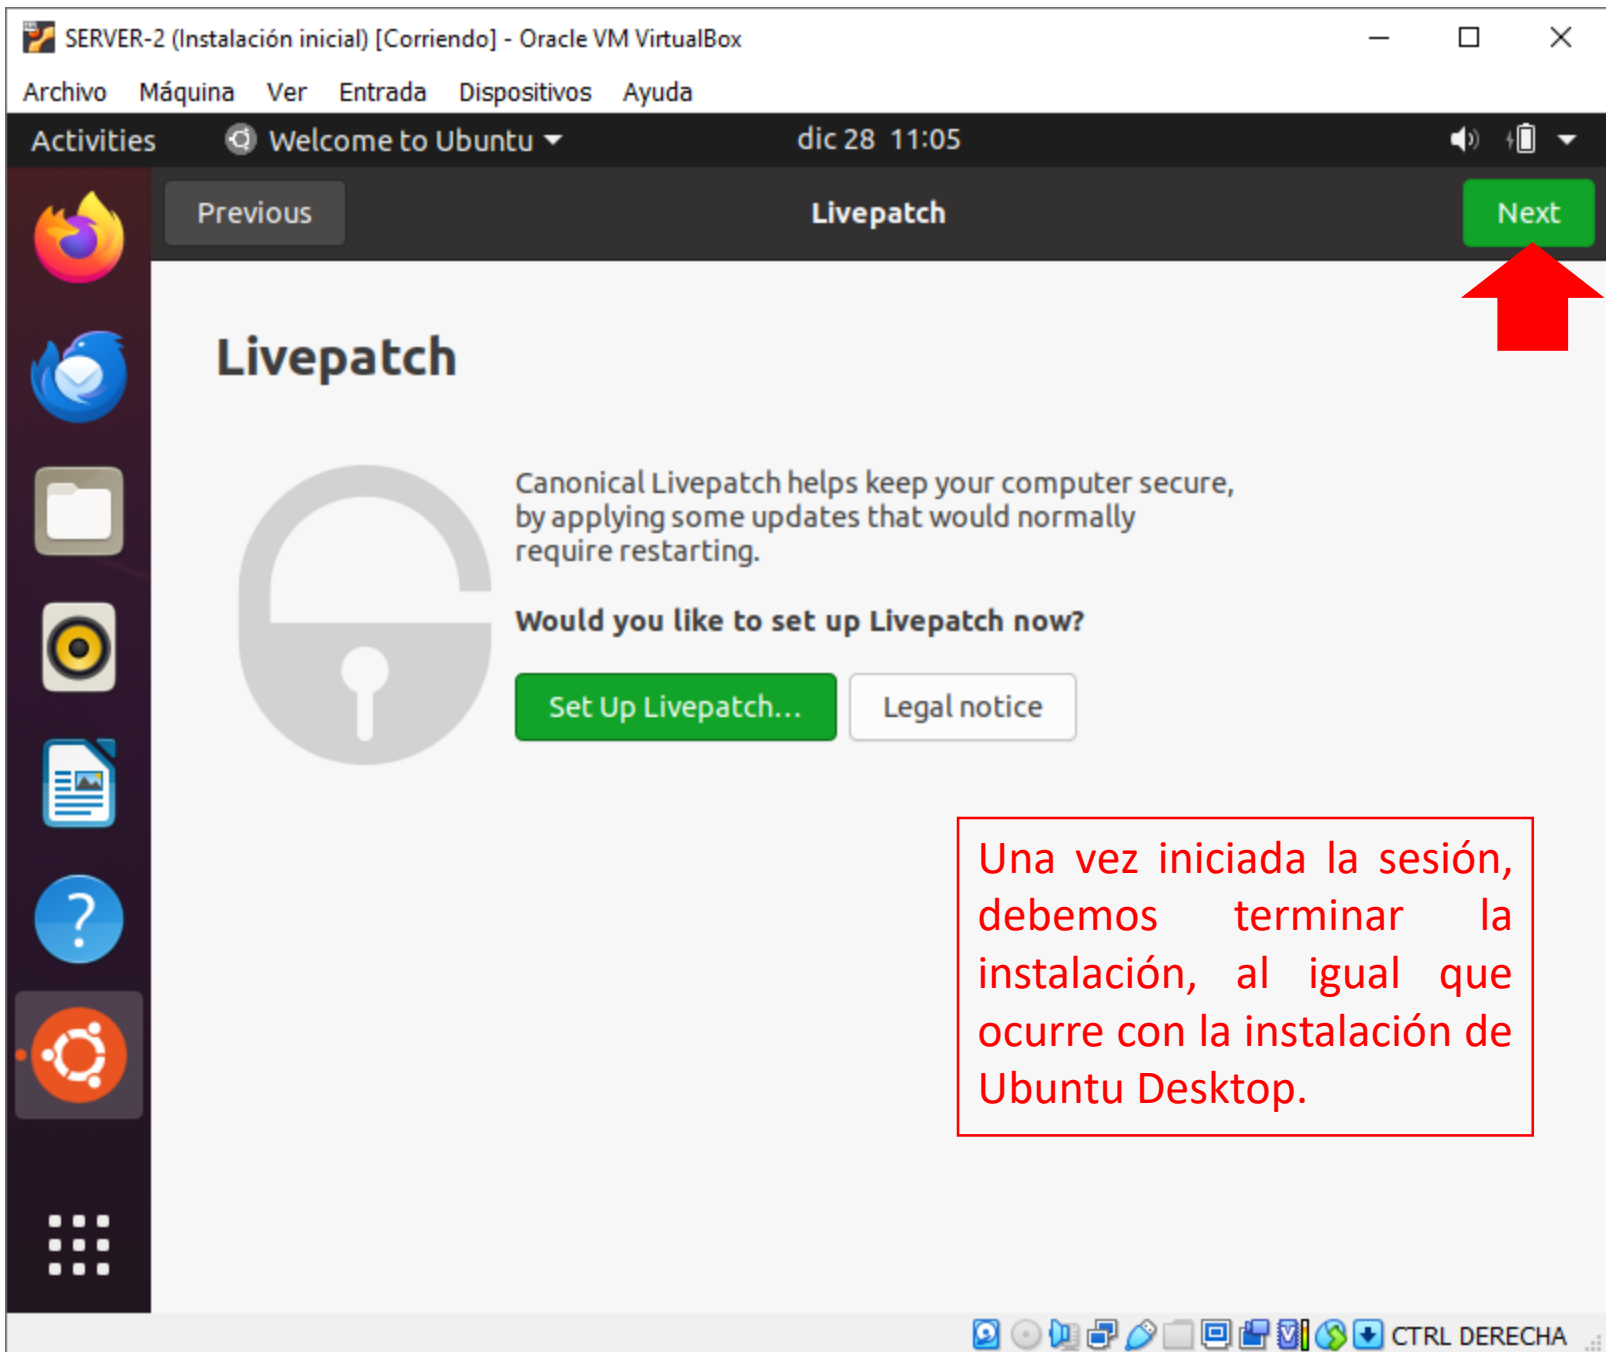 SERVER-2 (Instalación inicial) [Corriendo] - Oracle VM VirtualBox
Archivo Máquina Ver Entrada Dispositivos Ayuda
Activities Welcome to Ubuntu dic 28 11:05
Previous Livepatch Next
Livepatch
Canonical Livepatch helps keep your computer secure,
by applying some updates that would normally
require restarting.
Would you like to set up Livepatch now?
Set Up Livepatch... Legal notice
Una vez iniciada la sesión,
debemos terminar la
instalación, al igual que
ocurre con la instalación de
Ubuntu Desktop.
CTRL DERECHA